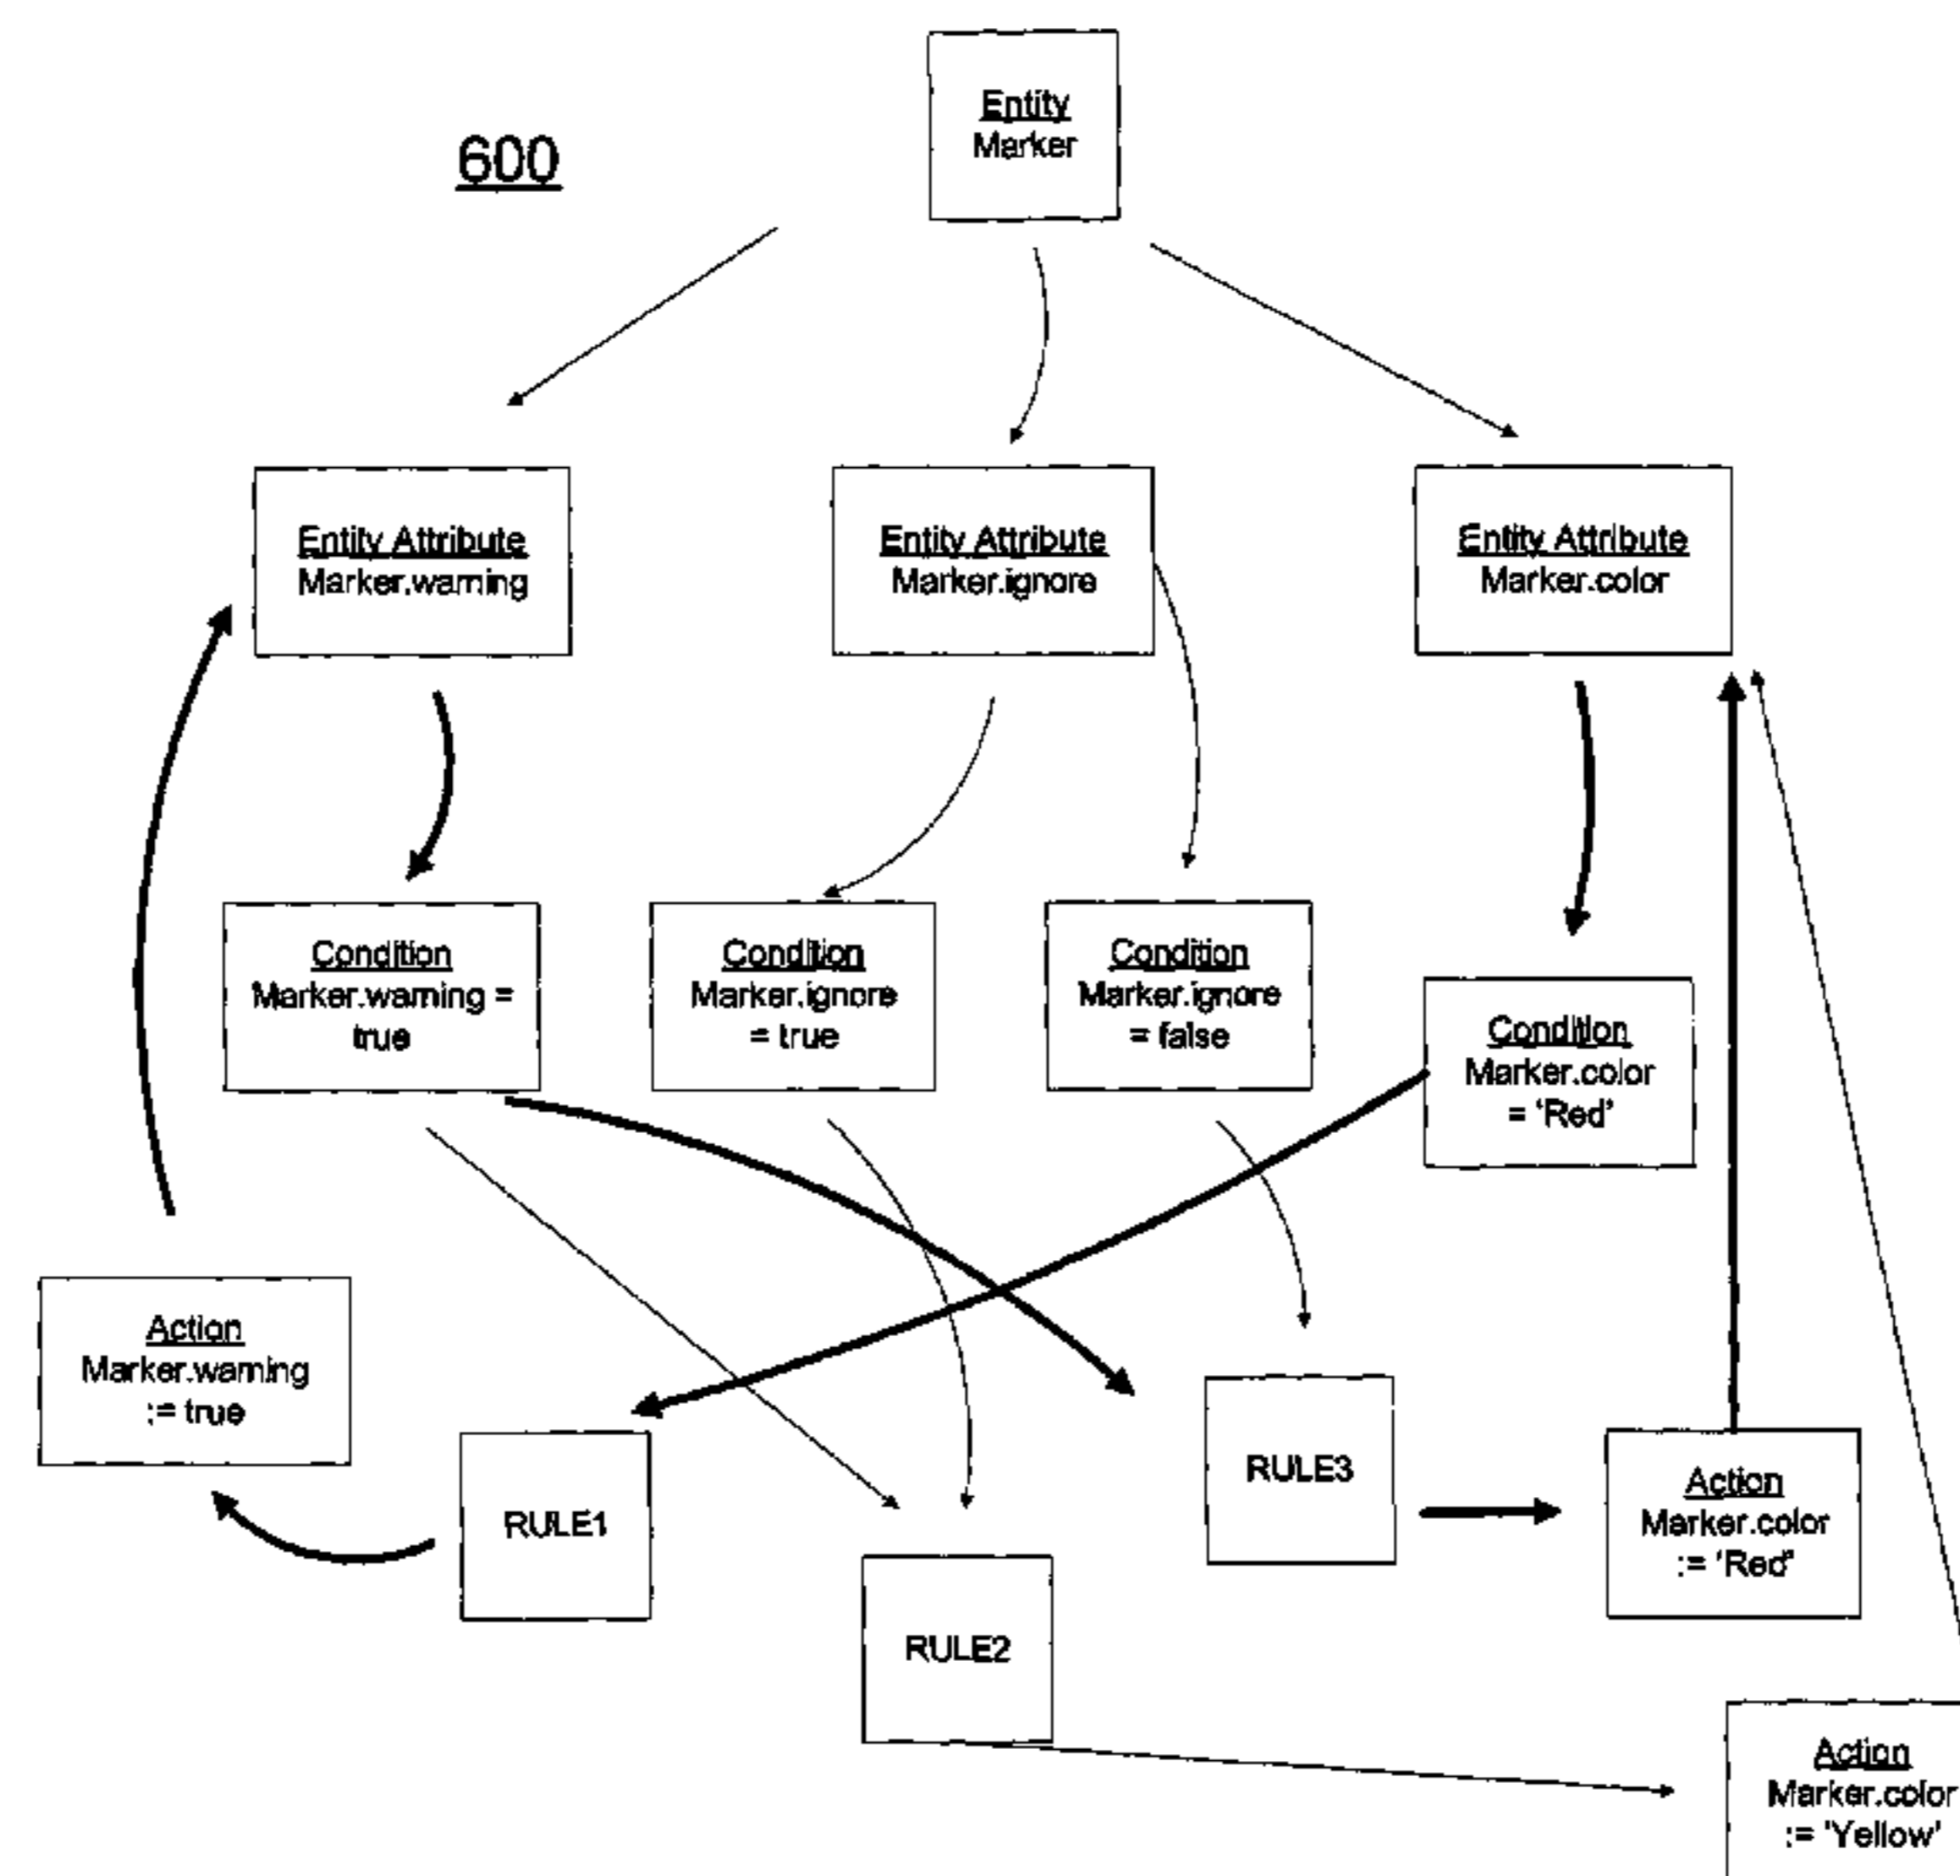 Entity
Marker
600
Entity Attribute
Marker.warning
Entity Attribute
Marker.ignore
Entity Attribute
Marker.color
Condition
Marker.warning =
true
Condition
Marker.ignore
= true
Condition
Marker.ignore
= false
Condition
Marker.color
= ‘Red’
Action
Marker.warning
:= true
RULE1
RULE2
RULE3
Action
Marker.color
:= ‘Red’
Action
Marker.color
:= ‘Yellow’